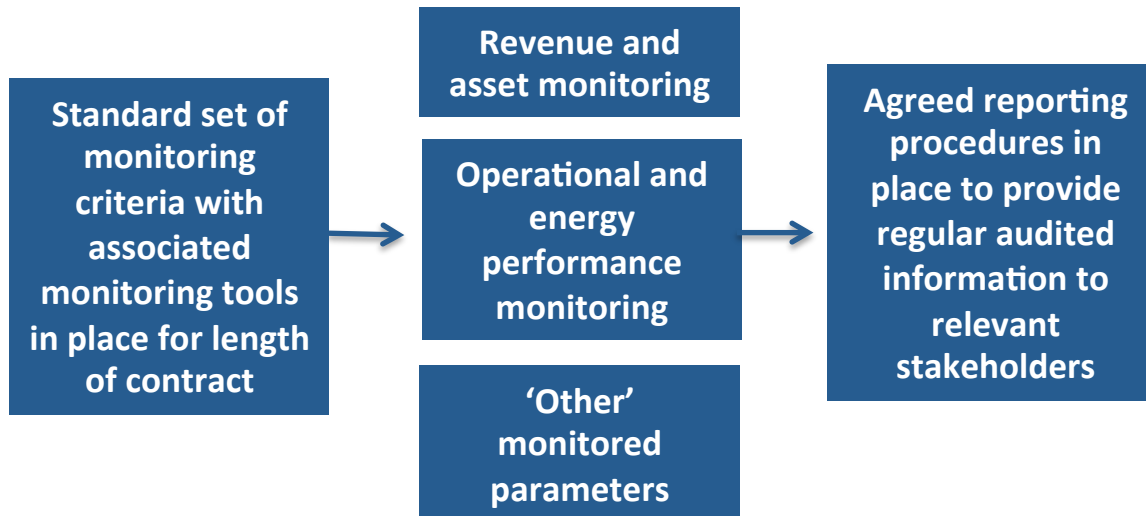 Standard set of
monitoring
criteria with
associated
monitoring tools
in place for length
of contract
Revenue and
asset monitoring
Operational and
energy
performance
monitoring
‘Other’
monitored
parameters
Agreed reporting
procedures in
place to provide
regular audited
information to
relevant
stakeholders